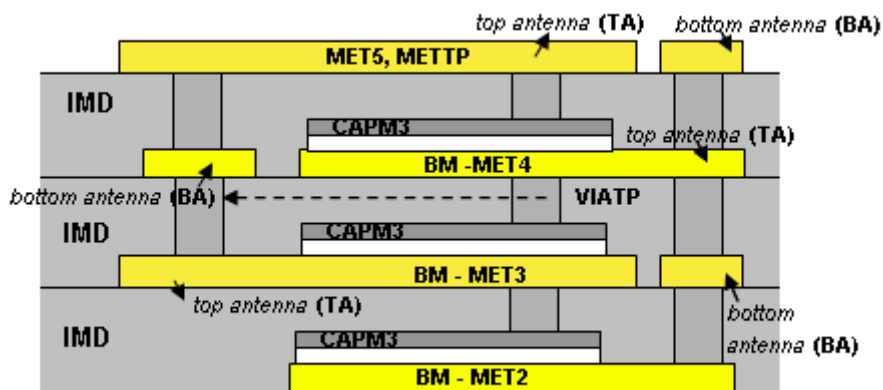 top antenna (TA)
bottom antenna (BA)
MET5, METTP
IMD
CAPM3
top antenna (TA)
BM -MET4
bottom antenna (BA)
VIATP
IMD
CAPM3
BM - MET3
top antenna (TA)
bottom
antenna (BA)
IMD
CAPM3
BM - MET2